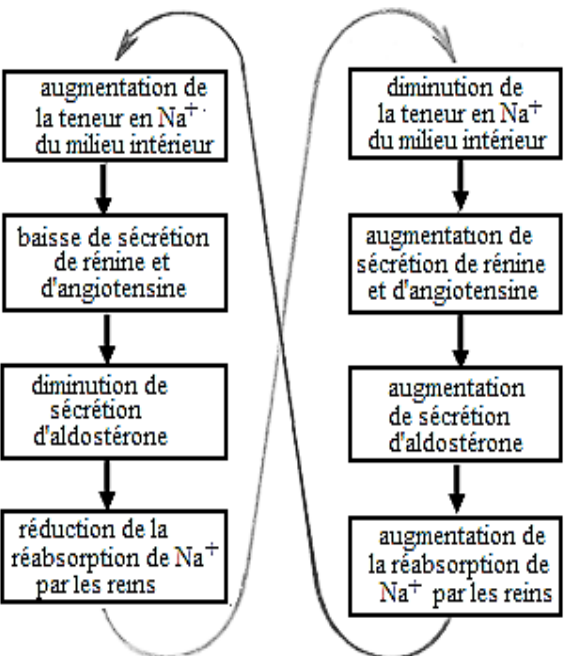 augmentation de
la teneur en Na+
du milieu intérieur
baisse de sécrétion
de rénine et
d'angiotensine
diminution de
sécrétion
d'aldostérone
réduction de la
réabsorption de Na+
par les reins
diminution de
la teneur en Na+
du milieu intérieur
augmentation de
sécrétion de rénine
et d'angiotensine
augmentation
de sécrétion
d'aldostérone
augmentation de
la réabsorption de
Na+ par les reins